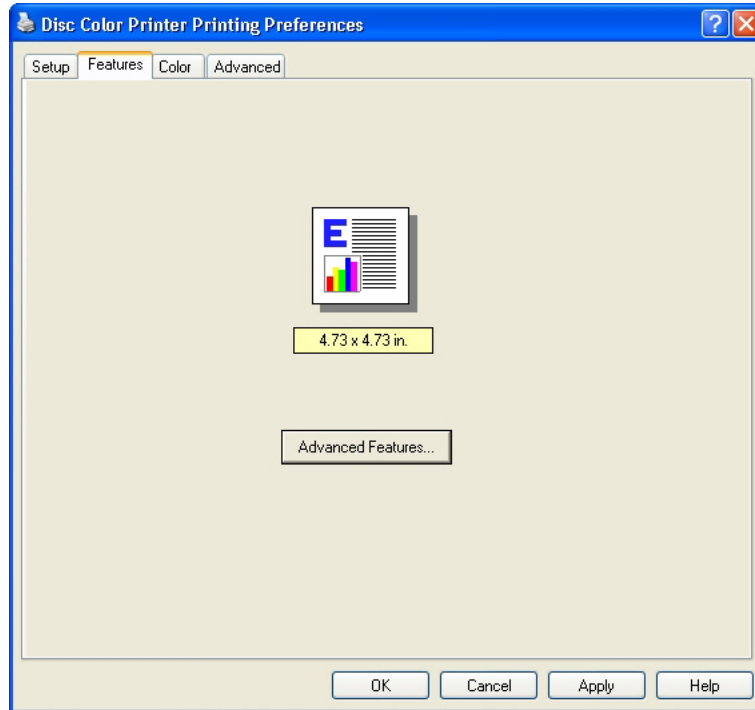 Disc Color Printer Printing Preferences
Setup Features Color Advanced
E
4.73 x 4.73 in.
Advanced Features...
OK Cancel Apply Help